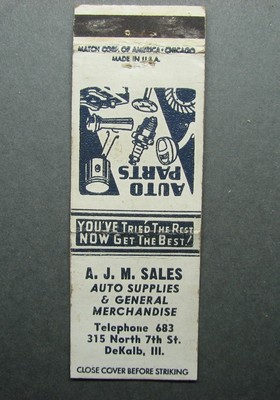 MATCH CORP. OF AMERICA - CHICAGO
MADE IN U.S.A.
AUTO
PARTS
YOU'VE TRIED THE REST
NOW GET THE BEST!
A. J. M. SALES
AUTO SUPPLIES
& GENERAL
MERCHANDISE
Telephone 683
315 North 7th St.
DeKalb, Ill.
CLOSE COVER BEFORE STRIKING